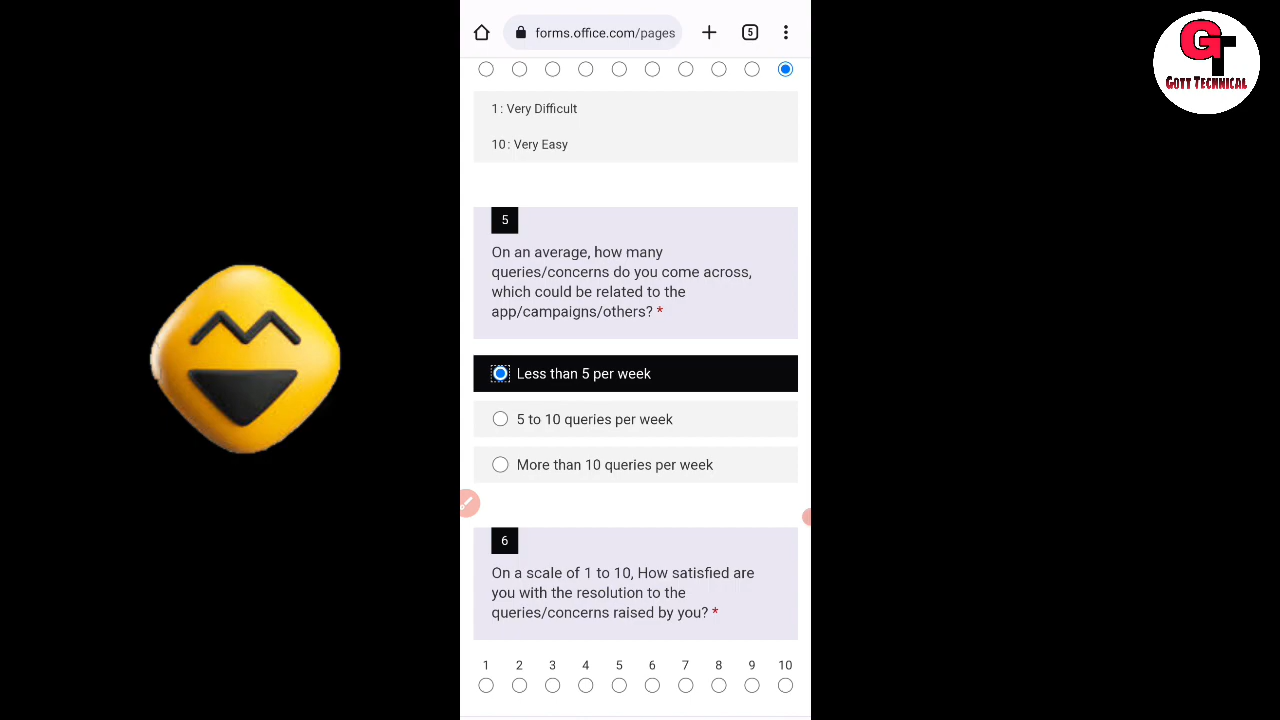 forms.office.com/pages
5
GT
GOTT TECHNICAL
1: Very Difficult
10: Very Easy
5
On an average, how many
queries/concerns do you come across,
which could be related to the
app/campaigns/others? *
Less than 5 per week
5 to 10 queries per week
More than 10 queries per week
6
On a scale of 1 to 10, How satisfied are
you with the resolution to the
queries/concerns raised by you? *
1 2 3 4 5 6 7 8 9 10